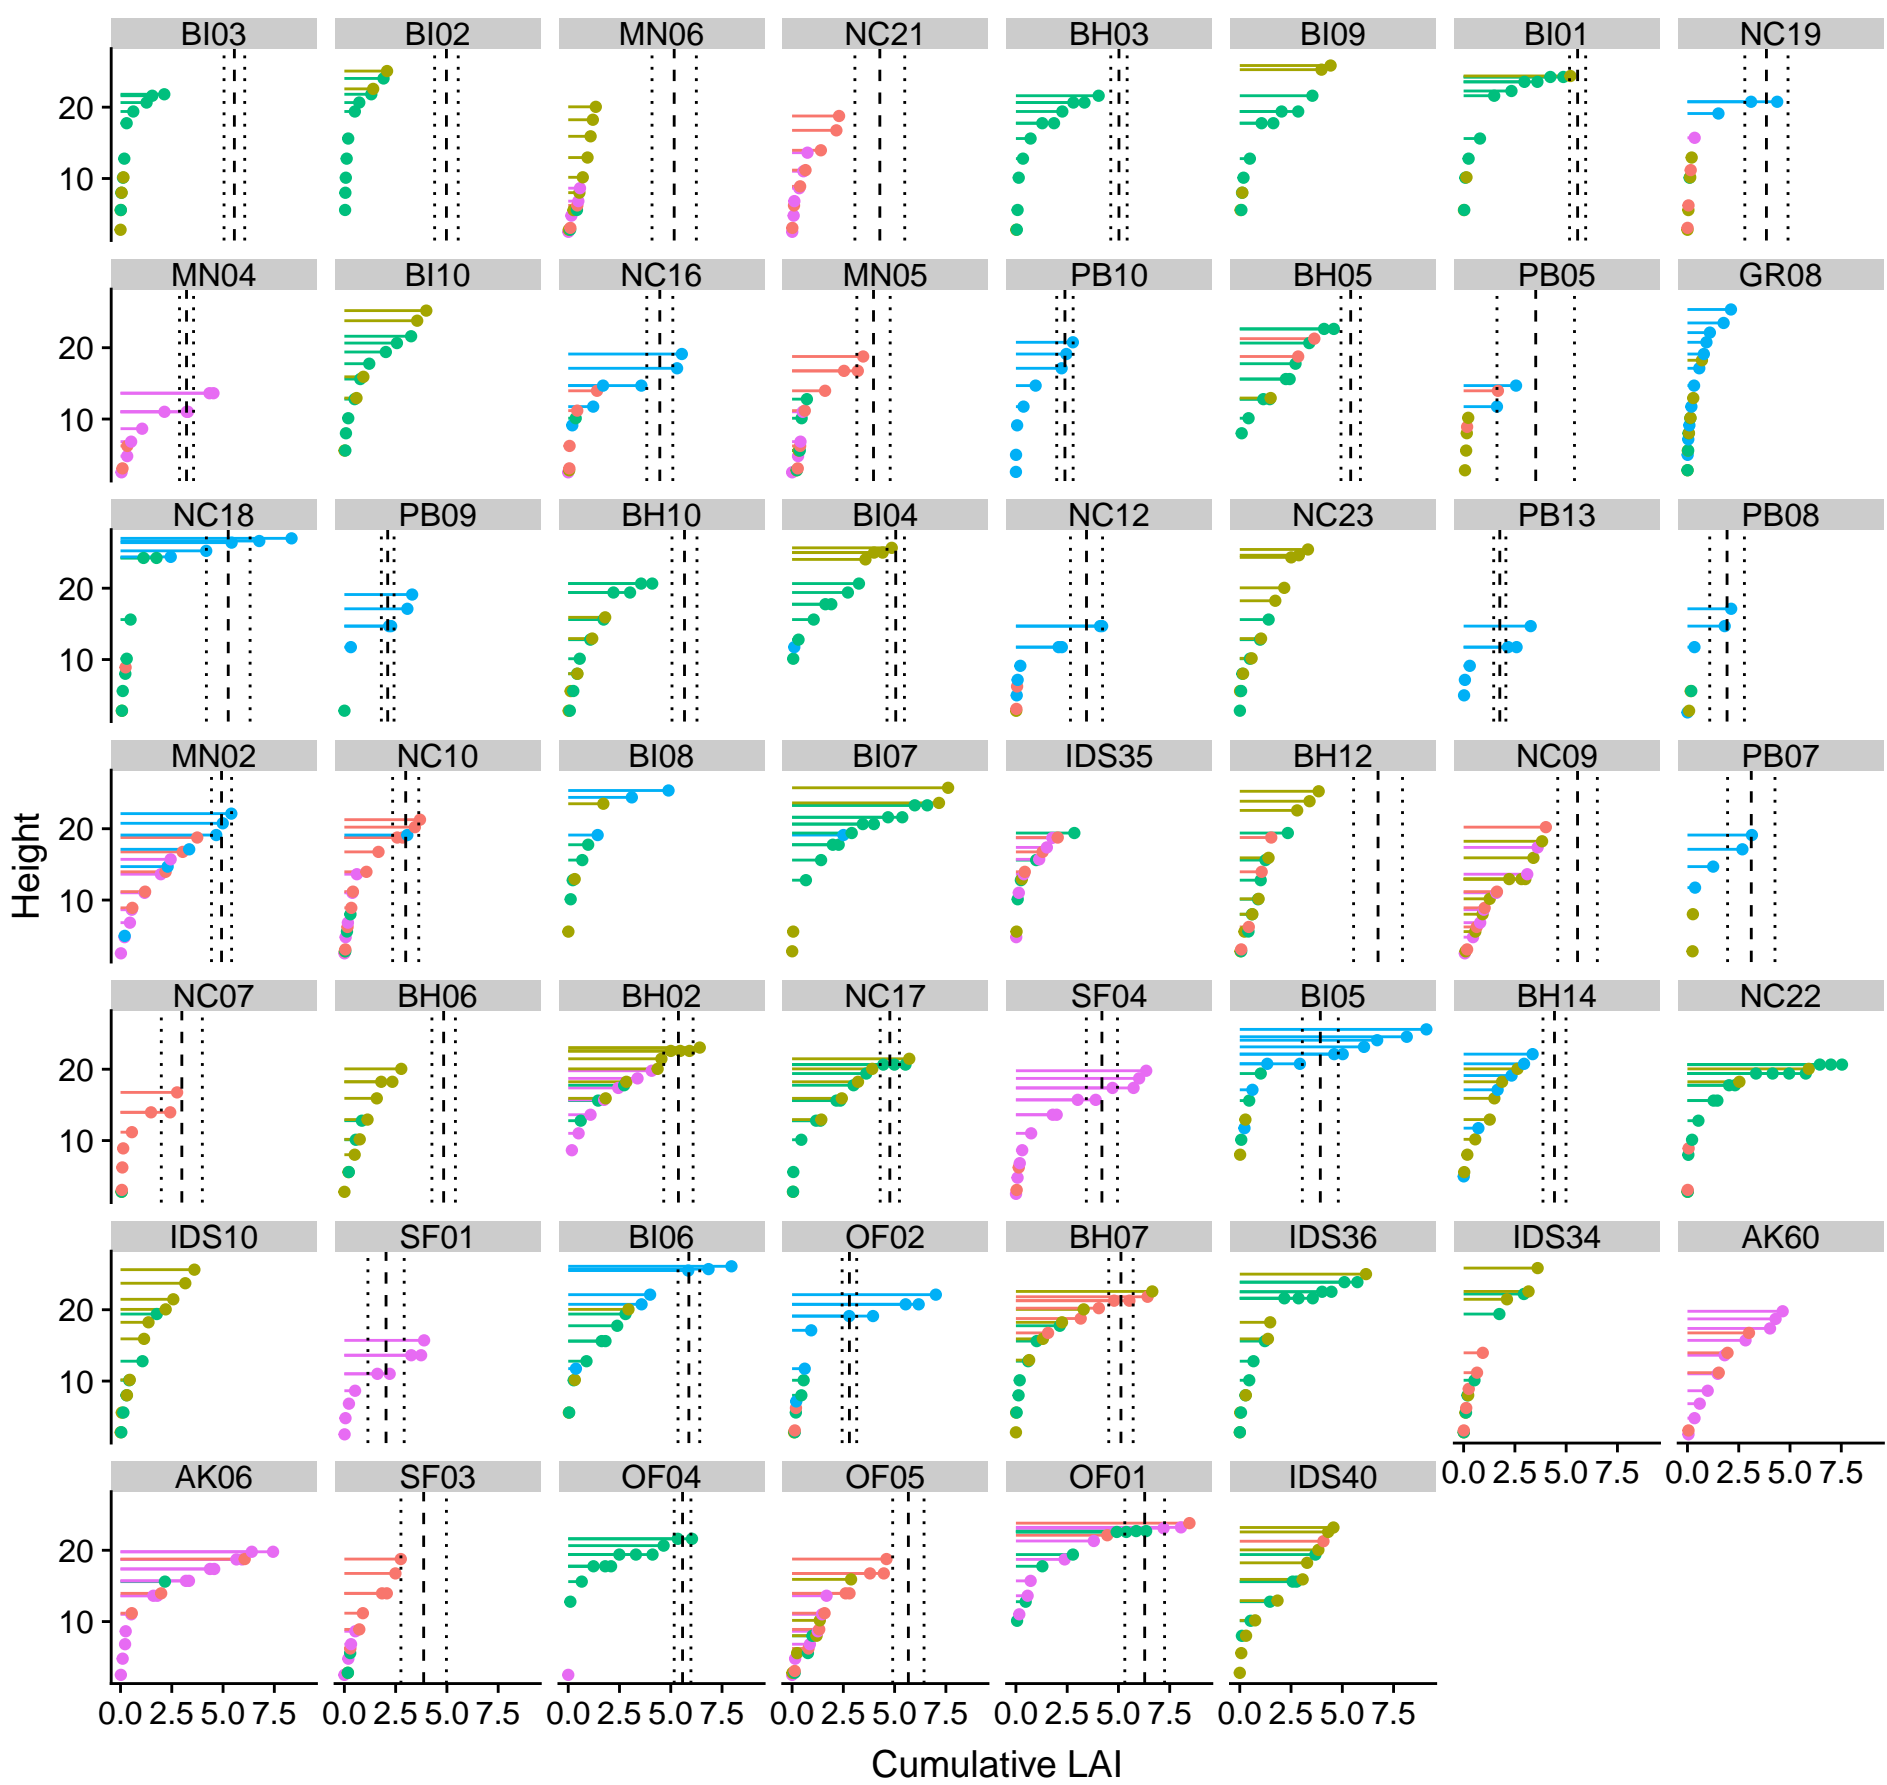 BI03 BI02 MN06 NC21 BH03 BI09 BI01 NC19
20
10
MN04 BI10 NC16 MN05 PB10 BH05 PB05 GR08
20
10
NC18 PB09 BH10 BI04 NC12 NC23 PB13 PB08
20
10
MN02 NC10 BI08 BI07 IDS35 BH12 NC09 PB07
20
10
Height
NC07 BH06 BH02 NC17 SF04 BI05 BH14 NC22
20
10
IDS10 SF01 BI06 OF02 BH07 IDS36 IDS34 AK60
20
10
0.0 2.5 5.0 7.5 0.0 2.5 5.0 7.5
AK06 SF03 OF04 OF05 OF01 IDS40
20
10
0.0 2.5 5.0 7.5 0.0 2.5 5.0 7.5 0.0 2.5 5.0 7.5 0.0 2.5 5.0 7.5 0.0 2.5 5.0 7.5 0.0 2.5 5.0 7.5
Cumulative LAI